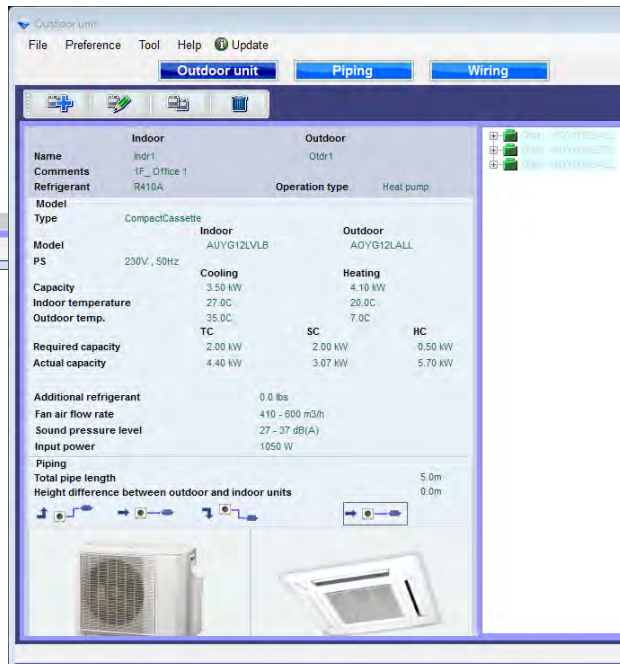 Outdoor unit
File Preference Tool Help Update
Outdoor unit Piping Wiring
Indoor Outdoor
Name Indr1 Otdr1
Comments 1F_ Office 1
Refrigerant R410A Operation type Heat pump
Model
Type CompactCassette
Indoor Outdoor
Model AUYG12LVLB AOYG12LALL
PS 230V , 50Hz
Cooling Heating
Capacity 3.50 kW 4.10 kW
Indoor temperature 27.0C 20.0C
Outdoor temp. 35.0C 7.0C
TC SC HC
Required capacity 2.00 kW 2.00 kW 0.50 kW
Actual capacity 4.40 kW 3.07 kW 5.70 kW
Additional refrigerant 0.0 lbs
Fan air flow rate 410 - 600 m3/h
Sound pressure level 27 - 37 dB(A)
Input power 1050 W
Piping
Total pipe length 5.0m
Height difference between outdoor and indoor units 0.0m